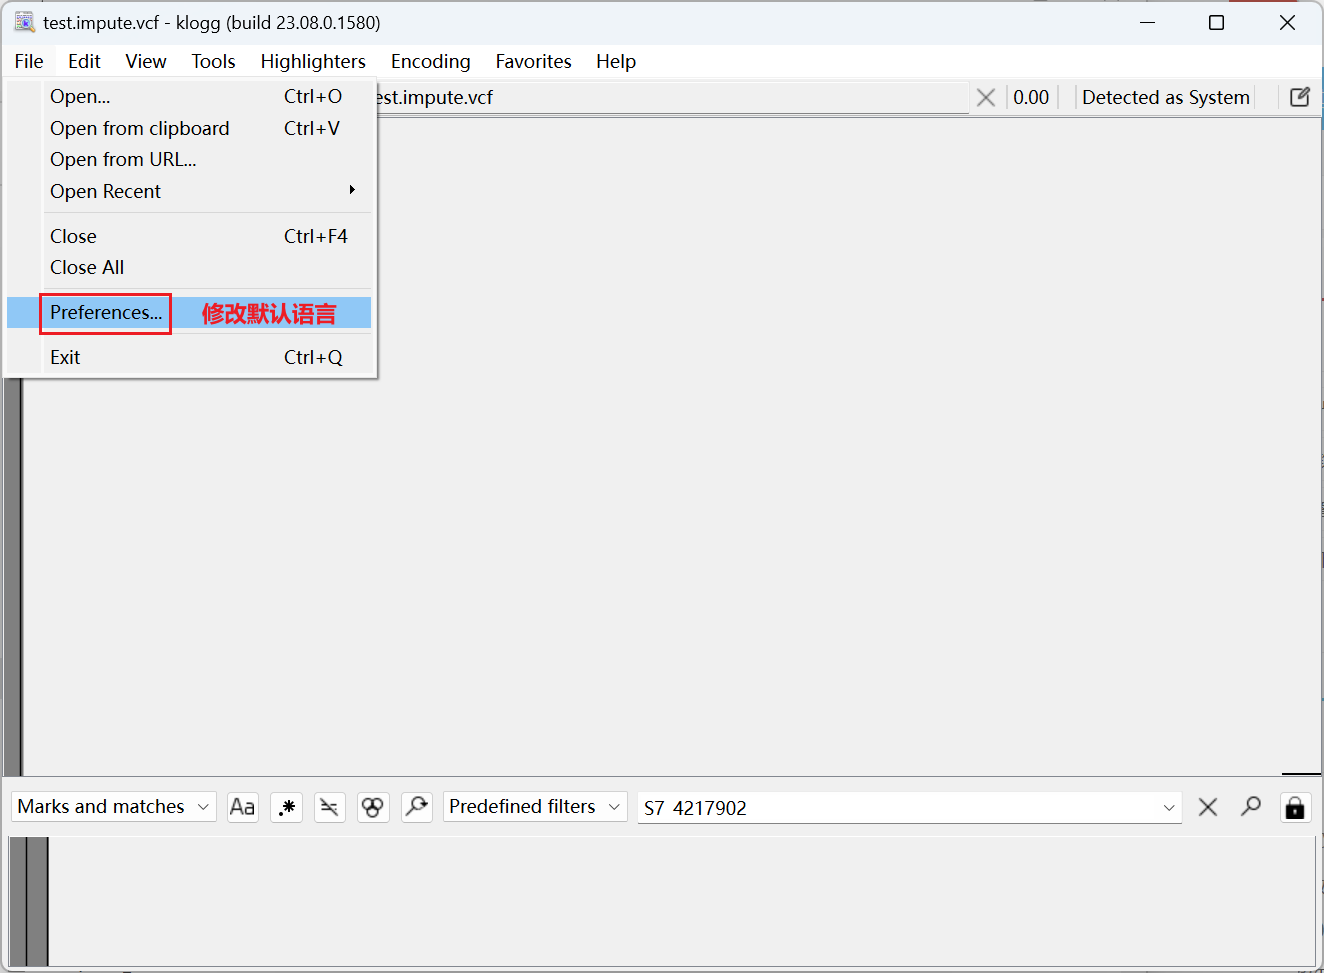 test.impute.vcf - klogg (build 23.08.0.1580)
File Edit View Tools Highlighters Encoding Favorites Help
est.impute.vcf 0.00 Detected as System
Open... Ctrl+O
Open from clipboard Ctrl+V
Open from URL...
Open Recent
Close Ctrl+F4
Close All
Preferences... 修改默认语言
Exit Ctrl+Q
Marks and matches Aa .* Predefined filters S7 4217902